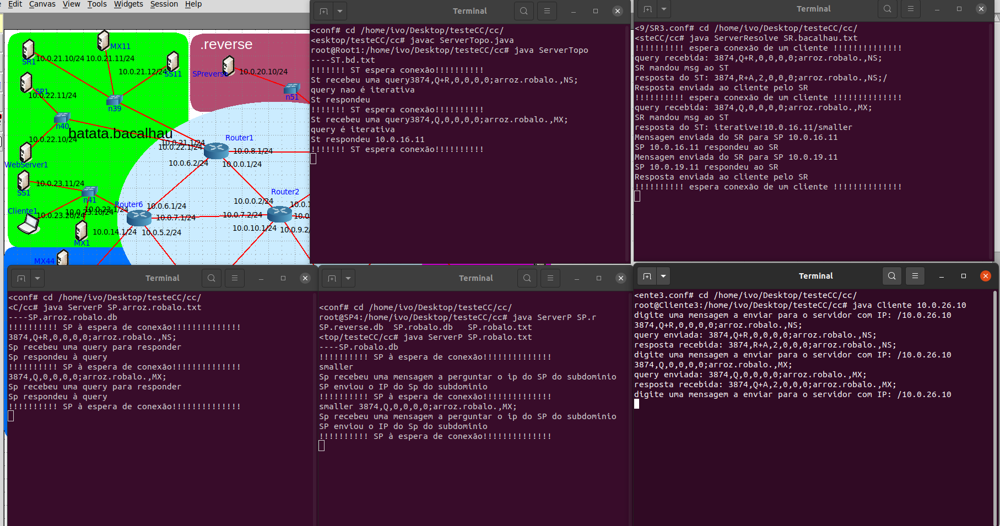 Edit Canvas View Tools Widgets Session Help
MX11
SR1
10.0.21.10/24 10.0.21.11/24
10.0.21.12/24
SS11
SP1
10.0.22.11/24
n39
n40
batata.bacalhau
10.0.22.10/24
10.0.21.1/24
10.0.22.1/24
WebServer1
10.0.23.11/24
SS1
n41
Cliente1
10.0.23.1/24
10.0.23.10/24
10.0.23.20/24
MX1
MX44
.reverse
SPreverse
10.0.20.10/24
n51
Router1
10.0.8.1/24
10.0.6.2/24
10.0.0.1/24
Router2
10.0.0.2/24
Router6
10.0.6.1/24
10.0.7.1/24
10.0.7.2/24
10.0.14.1/24
10.0.5.2/24
10.0.10.1/24
10.0.9.2/
Terminal
<conf# cd /home/ivo/Desktop/testeCC/cc/
<esktop/testeCC/cc# javac ServerTopo.java
root@Root1:/home/ivo/Desktop/testeCC/cc# java ServerTopo
----ST.bd.txt
!!!!!!! ST espera conexão!!!!!!!!!!
St recebeu uma query3874,Q+R,0,0,0,0;arroz.robalo.,NS;
query nao é iterativa
St respondeu
!!!!!!! ST espera conexão!!!!!!!!!!
St recebeu uma query3874,Q,0,0,0,0;arroz.robalo.,MX;
query é iterativa
St respondeu 10.0.16.11
!!!!!!! ST espera conexão!!!!!!!!!!
Terminal
<9/SR3.conf# cd /home/ivo/Desktop/testeCC/cc/
<steCC/cc# java ServerResolve SR.bacalhau.txt
!!!!!!!!!! espera conexão de um cliente !!!!!!!!!!!!!!
query recebida: 3874,Q+R,0,0,0,0;arroz.robalo.,NS;
SR mandou msg ao ST
resposta do ST: 3874,R+A,2,0,0,0;arroz.robalo.,NS;/
Resposta enviada ao cliente pelo SR
!!!!!!!!!! espera conexão de um cliente !!!!!!!!!!!!!!
query recebida: 3874,Q,0,0,0,0;arroz.robalo.,MX;
SR mandou msg ao ST
resposta do ST: iterative!10.0.16.11/smaller
Mensagem enviada do SR para SP 10.0.16.11
SP 10.0.16.11 respondeu ao SR
Mensagem enviada do SR para SP 10.0.19.11
SP 10.0.19.11 respondeu ao SR
Resposta enviada ao cliente pelo SR
!!!!!!!!!! espera conexão de um cliente !!!!!!!!!!!!!!
Terminal
<conf# cd /home/ivo/Desktop/testeCC/cc/
<C/cc# java ServerP SP.arroz.robalo.txt
----SP.arroz.robalo.db
!!!!!!!!!! SP à espera de conexão!!!!!!!!!!!!!!
3874,Q+R,0,0,0,0;arroz.robalo.,NS;
Sp recebeu uma query para responder
Sp respondeu à query
!!!!!!!!!! SP à espera de conexão!!!!!!!!!!!!!!
3874,Q,0,0,0,0;arroz.robalo.,MX;
Sp recebeu uma query para responder
Sp respondeu à query
!!!!!!!!!! SP à espera de conexão!!!!!!!!!!!!!!
Terminal
<conf# cd /home/ivo/Desktop/testeCC/cc/
root@SP4:/home/ivo/Desktop/testeCC/cc# java ServerP SP.r
SP.reverse.db SP.robalo.db SP.robalo.txt
<top/testeCC/cc# java ServerP SP.robalo.txt
----SP.robalo.db
!!!!!!!!!! SP à espera de conexão!!!!!!!!!!!!!!
smaller
Sp recebeu uma mensagem a perguntar o ip do SP do subdominio
SP enviou o IP do Sp do subdominio
!!!!!!!!!! SP à espera de conexão!!!!!!!!!!!!!!
smaller 3874,Q,0,0,0,0;arroz.robalo.,MX;
Sp recebeu uma mensagem a perguntar o ip do SP do subdominio
SP enviou o IP do Sp do subdominio
!!!!!!!!!! SP à espera de conexão!!!!!!!!!!!!!!
Terminal
<ente3.conf# cd /home/ivo/Desktop/testeCC/cc/
root@Cliente3:/home/ivo/Desktop/testeCC/cc# java Cliente 10.0.26.10
digite uma mensagem a enviar para o servidor com IP: /10.0.26.10
3874,Q+R,0,0,0,0;arroz.robalo.,NS;
query enviada: 3874,Q+R,0,0,0,0;arroz.robalo.,NS;
resposta recebida: 3874,R+A,2,0,0,0;arroz.robalo.,NS;
digite uma mensagem a enviar para o servidor com IP: /10.0.26.10
3874,Q,0,0,0,0;arroz.robalo.,MX;
query enviada: 3874,Q,0,0,0,0;arroz.robalo.,MX;
resposta recebida: 3874,Q+A,2,0,0,0;arroz.robalo.,MX;
digite uma mensagem a enviar para o servidor com IP: /10.0.26.10